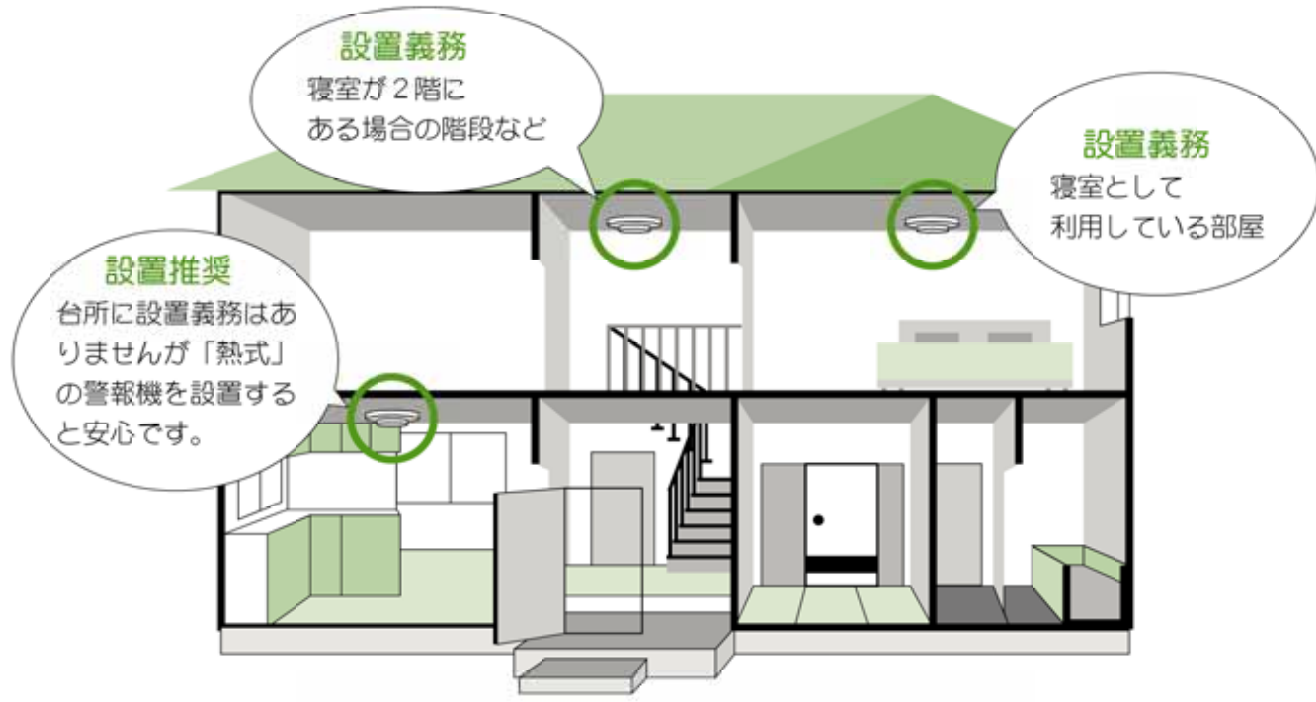 設置義務
寝室が２階に
ある場合の階段など
設置義務
寝室として
利用している部屋
設置推奨
台所に設置義務はあ
りませんが「熱式」
の警報機を設置する
と安心です。